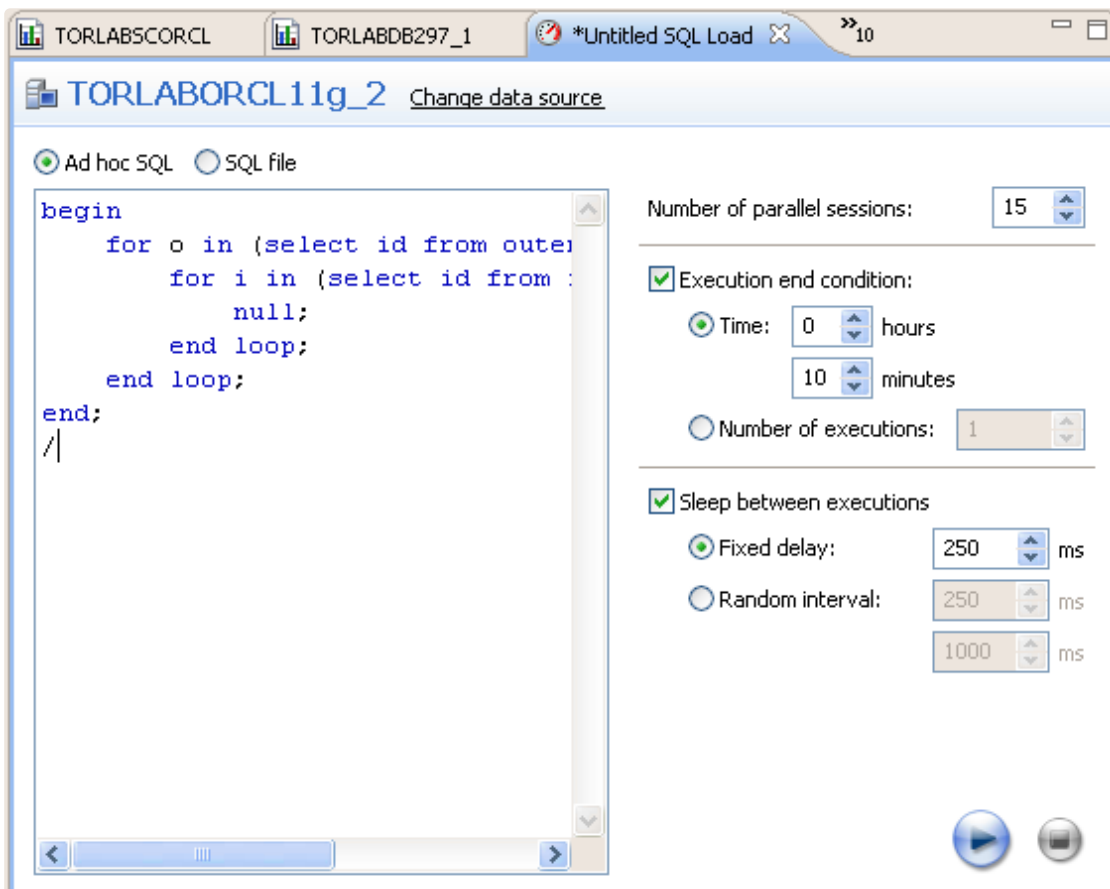 TORLABSCORCL TORLABDB297_1 *Untitled SQL Load »10
TORLABORCL11g_2 Change data source
Ad hoc SQL SQL file
begin
for o in (select id from outer
for i in (select id from
null;
end loop;
end loop;
end;
/
Number of parallel sessions: 15
Execution end condition:
Time: 0 hours
10 minutes
Number of executions: 1
Sleep between executions
Fixed delay: 250 ms
Random interval: 250 ms
1000 ms